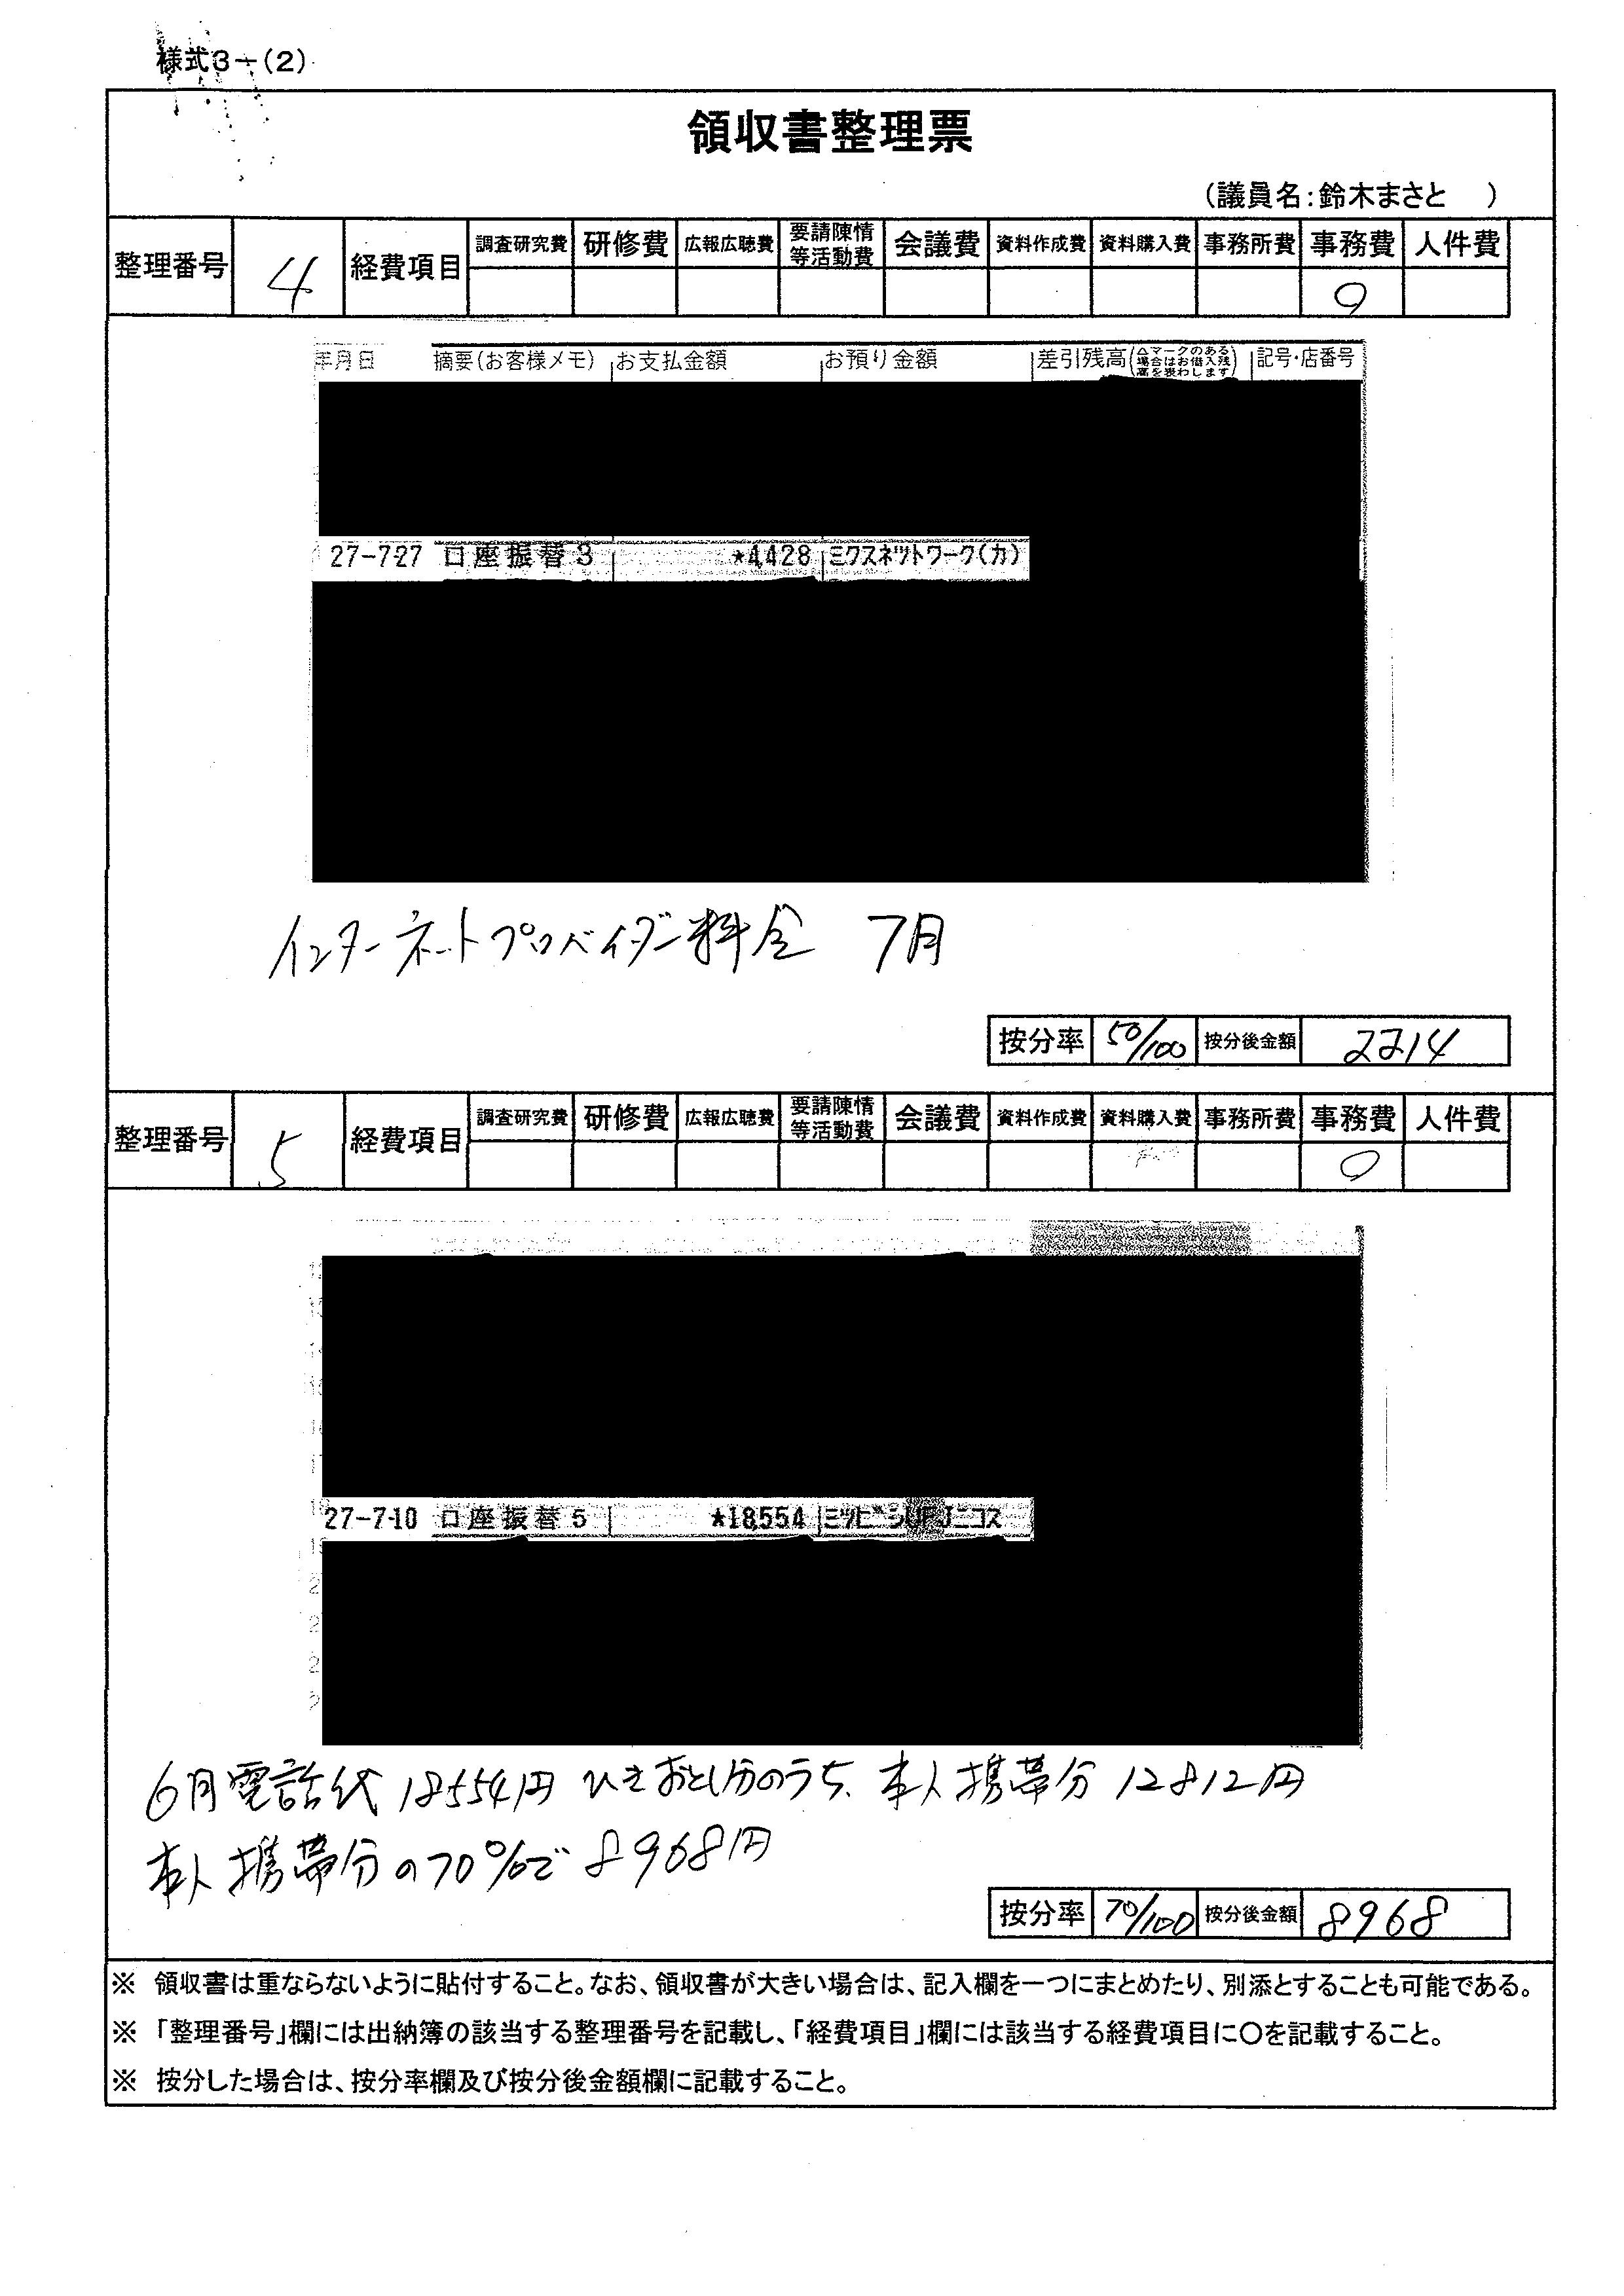 様式3-(2)
領収書整理票
(議員名:鈴木まさと　　)
整理番号 4 経費項目 調査研究費 研修費 広報広聴費 要請陳情等活動費 会議費 資料作成費 資料購入費 事務所費 事務費 人件費
○
年月日 摘要(お客様メモ) お支払金額 お預り金額 差引残高(△マークのある場合はお借入残高を表わします) 記号・店番号
27-7-27 口座振替3 ★4,428 ミクスネットワーク(カ)
インターネットプロバイダー料金 7月
按分率 50/100 按分後金額 2214
整理番号 5 経費項目 調査研究費 研修費 広報広聴費 要請陳情等活動費 会議費 資料作成費 資料購入費 事務所費 事務費 人件費
○
27-7-10 口座振替5 ★18,554 ミツビシUFJニコス
6月電話代18554円 ひきおとし分のうち、本人携帯分12812円
本人携帯分の70%で 8968円
按分率 70/100 按分後金額 8968
※ 領収書は重ならないように貼付すること。なお、領収書が大きい場合は、記入欄を一つにまとめたり、別添とすることも可能である。
※ 「整理番号」欄には出納簿の該当する整理番号を記載し、「経費項目」欄には該当する経費項目に〇を記載すること。
※ 按分した場合は、按分率欄及び按分後金額欄に記載すること。